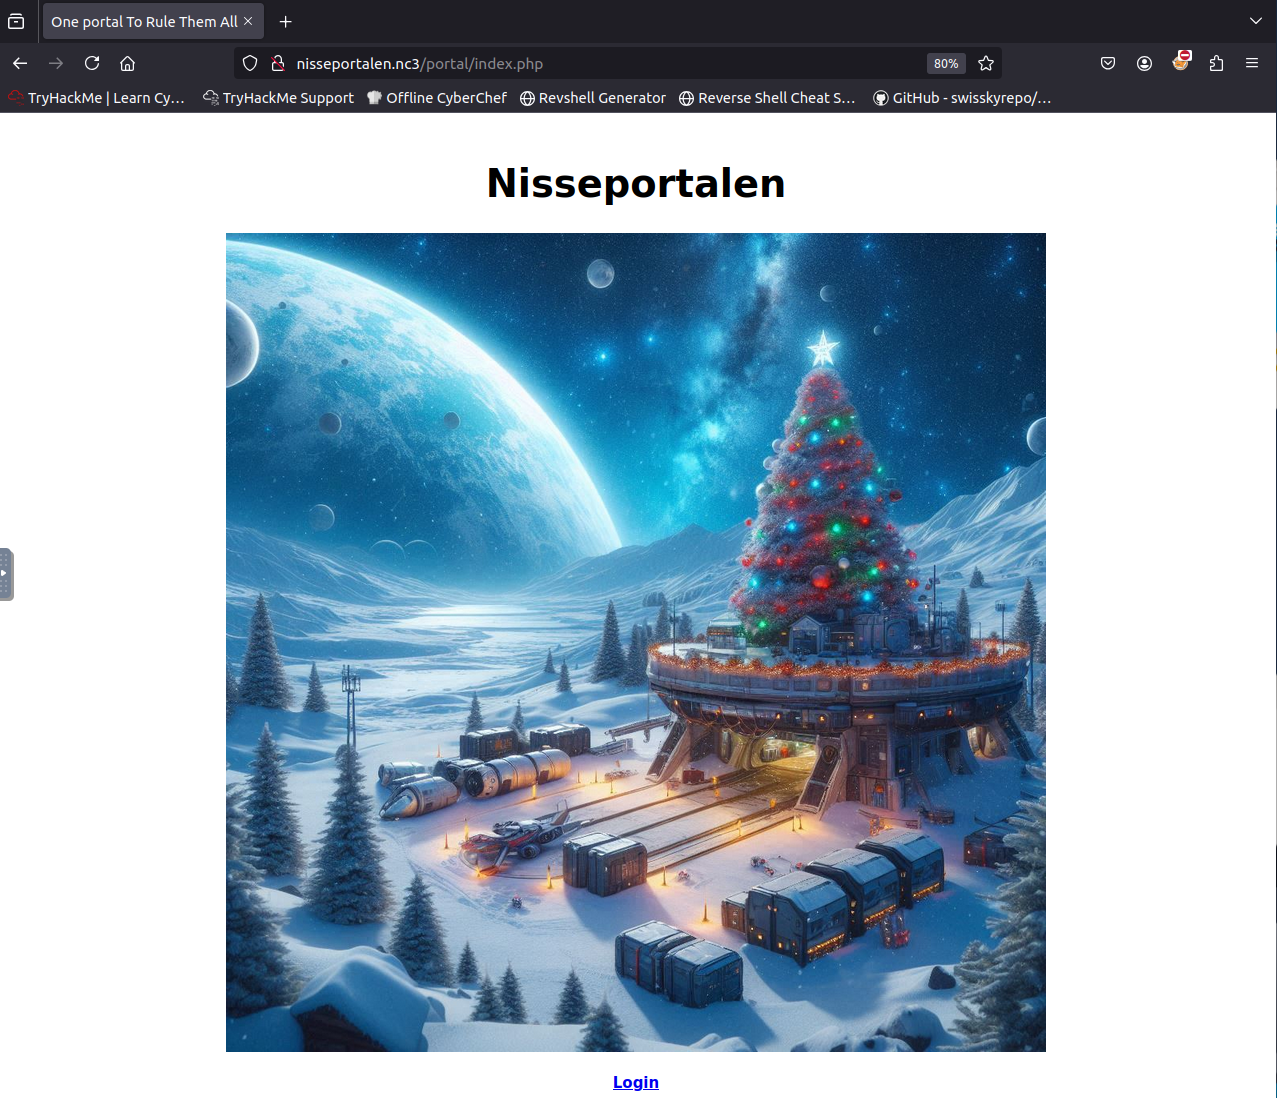 One portal To Rule Them All
nisseportalen.nc3/portal/index.php
80%
TryHackMe | Learn Cy…
TryHackMe Support
Offline CyberChef
Revshell Generator
Reverse Shell Cheat S…
GitHub - swisskyrepo/…
Nisseportalen
Login